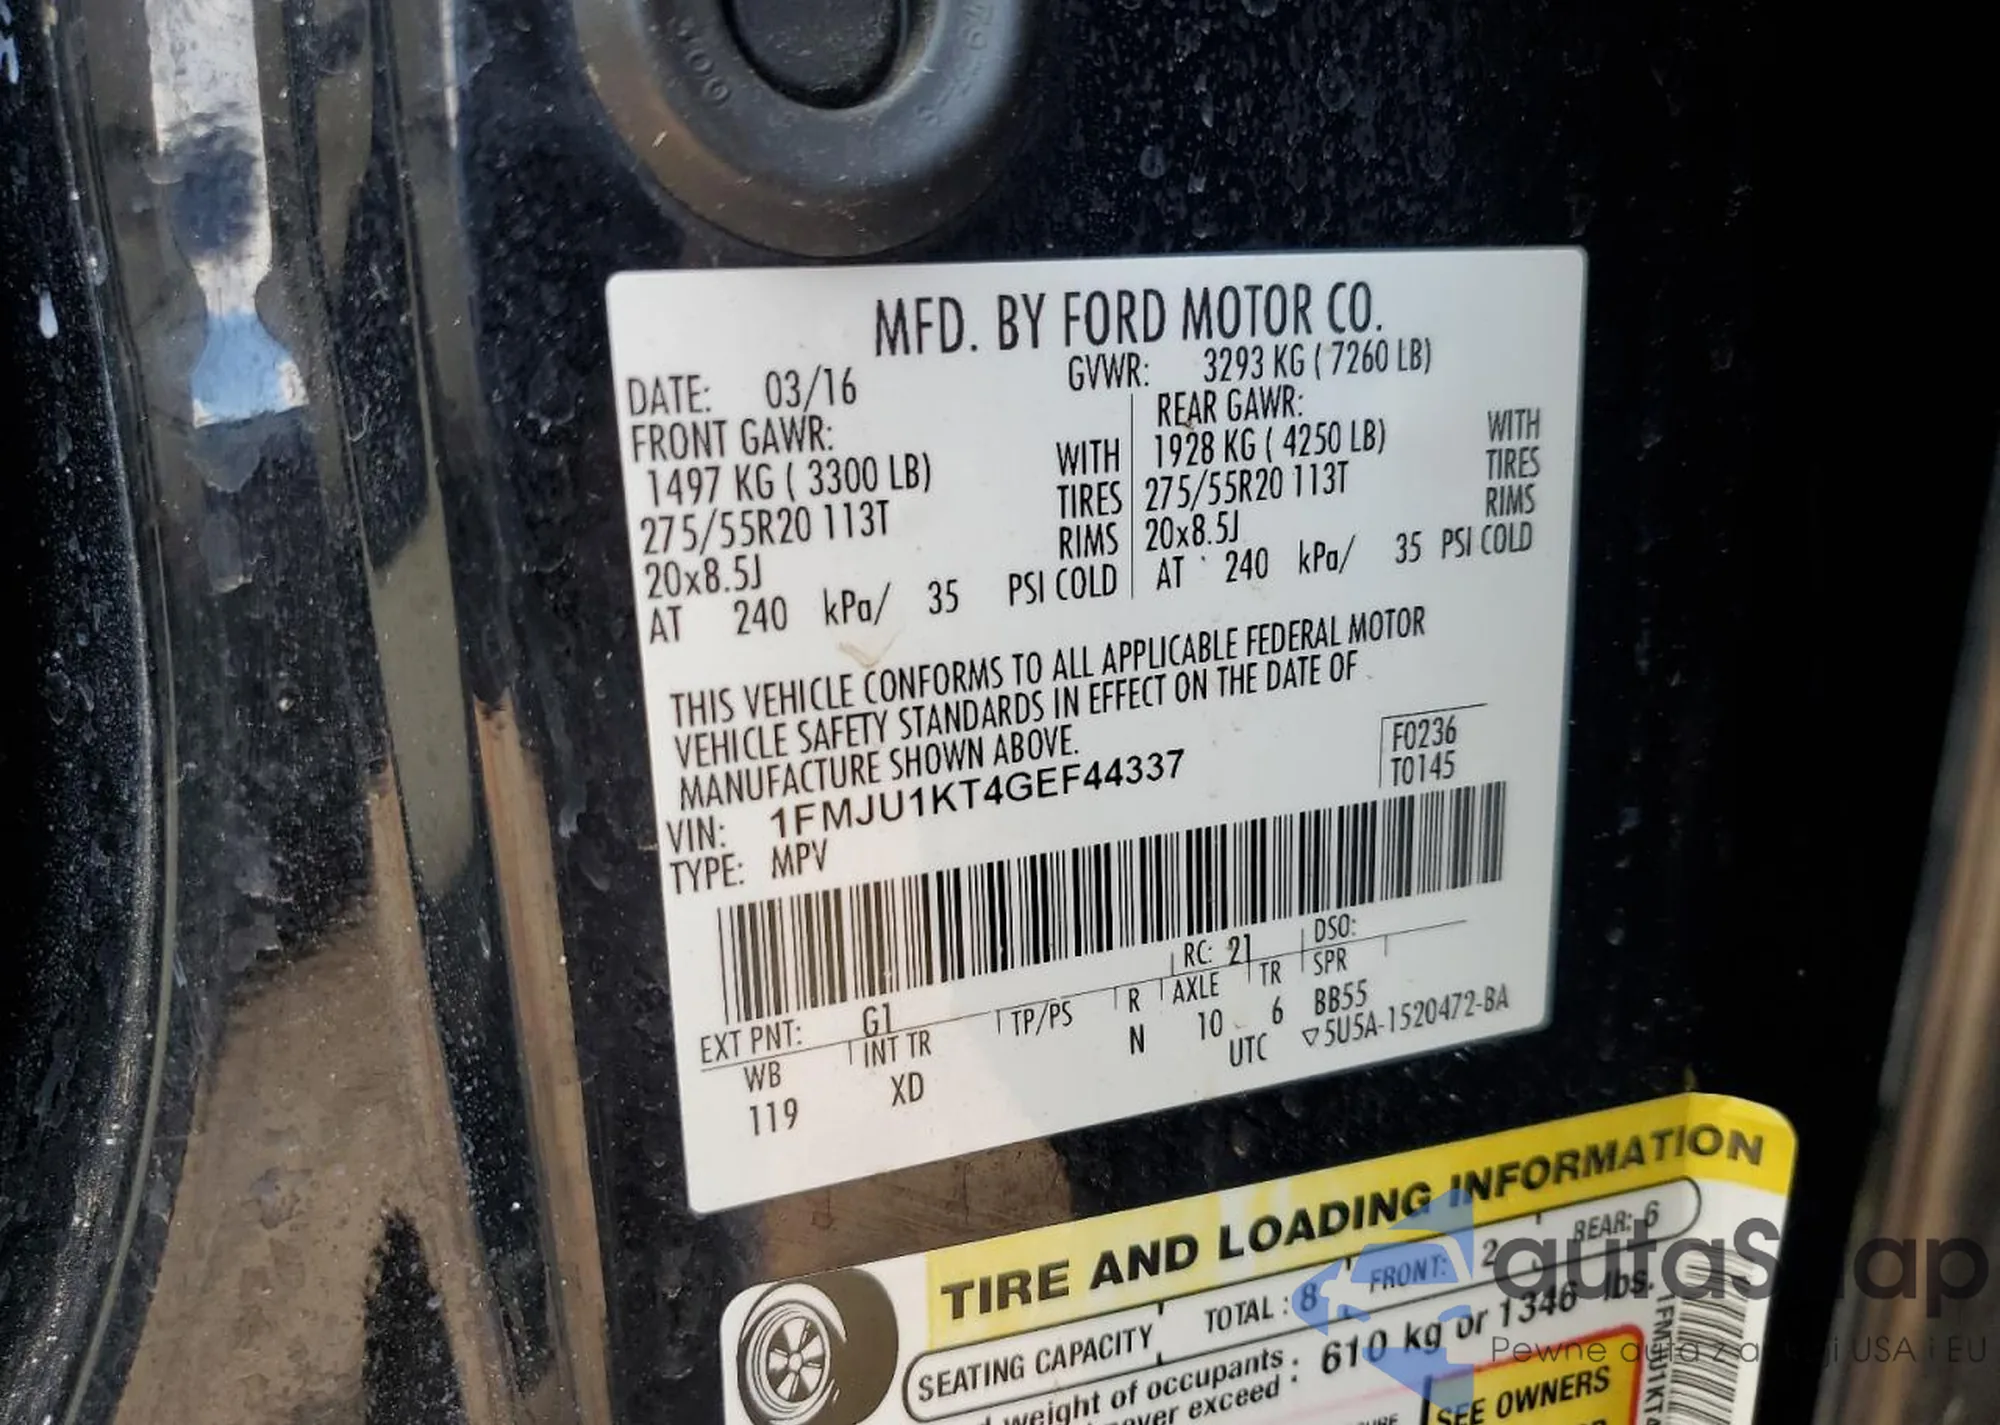 MFD. BY FORD MOTOR CO.
DATE: 03/16 GVWR: 3293 KG ( 7260 LB)
FRONT GAWR: REAR GAWR:
1497 KG ( 3300 LB) WITH 1928 KG ( 4250 LB) WITH
275/55R20 113T TIRES 275/55R20 113T TIRES
20x8.5J RIMS 20x8.5J RIMS
AT 240 kPa/ 35 PSI COLD AT 240 kPa/ 35 PSI COLD
THIS VEHICLE CONFORMS TO ALL APPLICABLE FEDERAL MOTOR
VEHICLE SAFETY STANDARDS IN EFFECT ON THE DATE OF
MANUFACTURE SHOWN ABOVE.
F0236
T0145
VIN: 1FMJU1KT4GEF44337
TYPE: MPV
EXT PNT: G1 RC: 21 DSO:
WB INT TR TP/PS R AXLE TR SPR
119 XD N 10 6 BB55
UTC ▽5U5A-1520472-BA
TIRE AND LOADING INFORMATION
SEATING CAPACITY TOTAL : 8 FRONT: 2 REAR: 6
weight of occupants
never exceed : 610 kg or 1346 lbs.
SEE OWNERS
1FMJU1KT4
autaSnap
Pewne auta z aukcji USA i EU